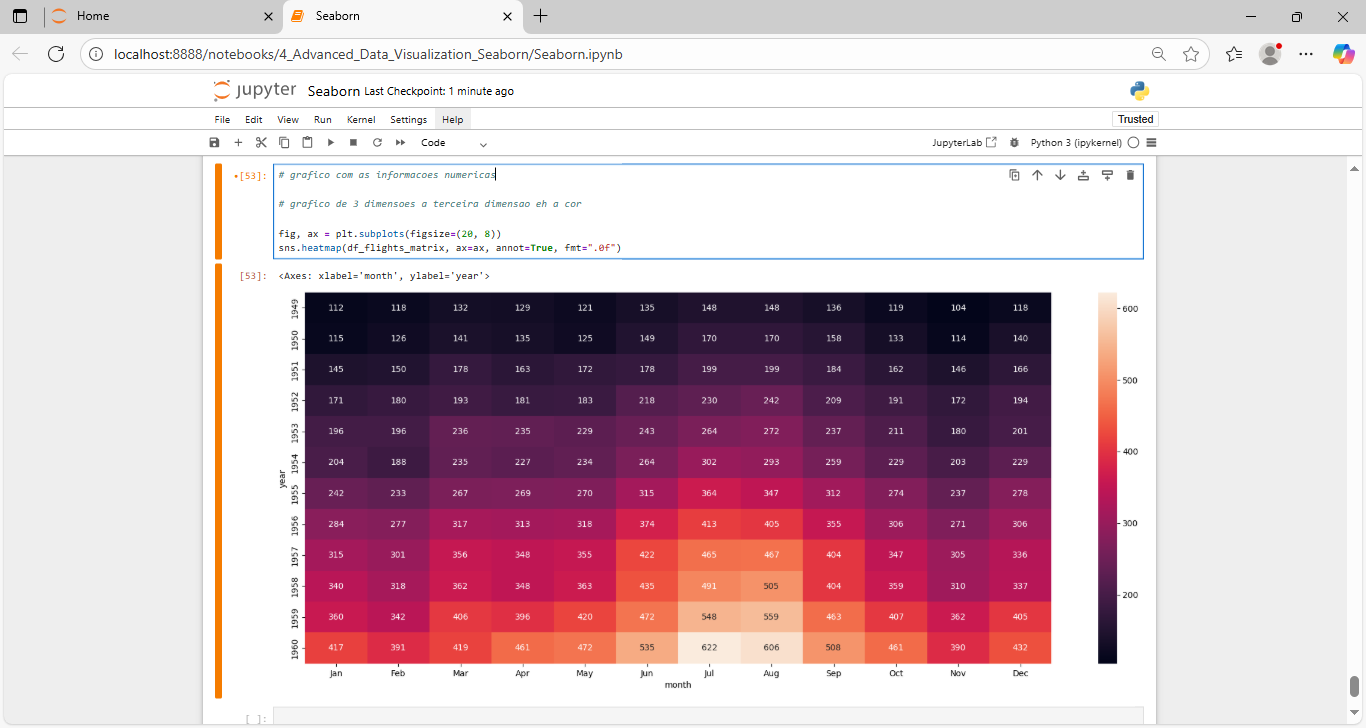 Home
Seaborn
localhost:8888/notebooks/4_Advanced_Data_Visualization_Seaborn/Seaborn.ipynb
jupyter Seaborn Last Checkpoint: 1 minute ago
File Edit View Run Kernel Settings Help Trusted
Code JupyterLab Python 3 (ipykernel)
[53]: # grafico com as informacoes numericas
# grafico de 3 dimensoes a terceira dimensao eh a cor
fig, ax = plt.subplots(figsize=(20, 8))
sns.heatmap(df_flights_matrix, ax=ax, annot=True, fmt=".0f")
[53]: <Axes: xlabel='month', ylabel='year'>
1949 112 118 132 129 121 135 148 148 136 119 104 118
1950 115 126 141 135 125 149 170 170 158 133 114 140
1951 145 150 178 163 172 178 199 199 184 162 146 166
1952 171 180 193 181 183 218 230 242 209 191 172 194
1953 196 196 236 235 229 243 264 272 237 211 180 201
1954 204 188 235 227 234 264 302 293 259 229 203 229
1955 242 233 267 269 270 315 364 347 312 274 237 278
1956 284 277 317 313 318 374 413 405 355 306 271 306
1957 315 301 356 348 355 422 465 467 404 347 305 336
1958 340 318 362 348 363 435 491 505 404 359 310 337
1959 360 342 406 396 420 472 548 559 463 407 362 405
1960 417 391 419 461 472 535 622 606 508 461 390 432
Jan Feb Mar Apr May Jun Jul Aug Sep Oct Nov Dec
month
year
600
500
400
300
200
[ ]: